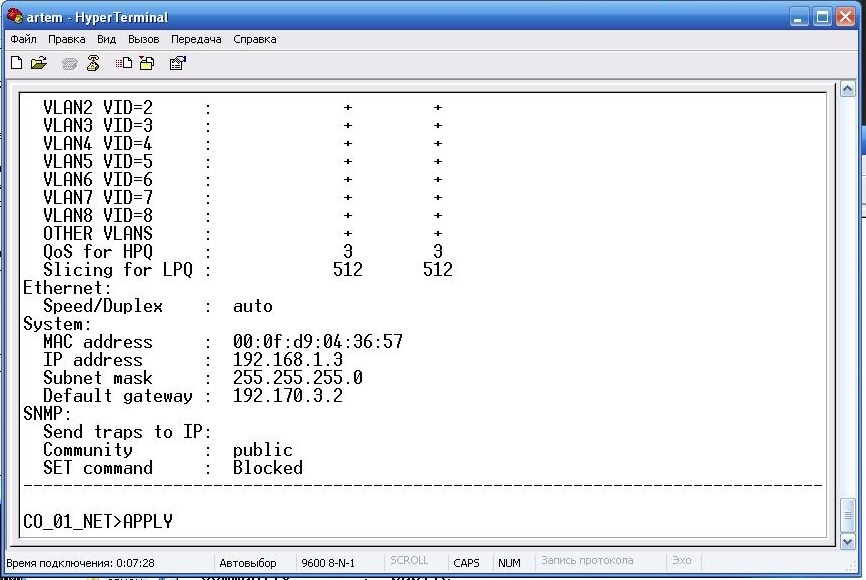 artem - HyperTerminal
Файл Правка Вид Вызов Передача Справка
VLAN2 VID=2 : + +
VLAN3 VID=3 : + +
VLAN4 VID=4 : + +
VLAN5 VID=5 : + +
VLAN6 VID=6 : + +
VLAN7 VID=7 : + +
VLAN8 VID=8 : + +
OTHER VLANS : + +
QoS for HPQ : 3 3
Slicing for LPQ : 512 512
Ethernet:
Speed/Duplex : auto
System:
MAC address : 00:0f:d9:04:36:57
IP address : 192.168.1.3
Subnet mask : 255.255.255.0
Default gateway : 192.170.3.2
SNMP:
Send traps to IP:
Community : public
SET command : Blocked
--------------------------------------------------------------------------------
CO_01_NET>APPLY
Время подключения: 0:07:28 Автовыбор 9600 8-N-1 SCROLL CAPS NUM Запись протокола Эхо